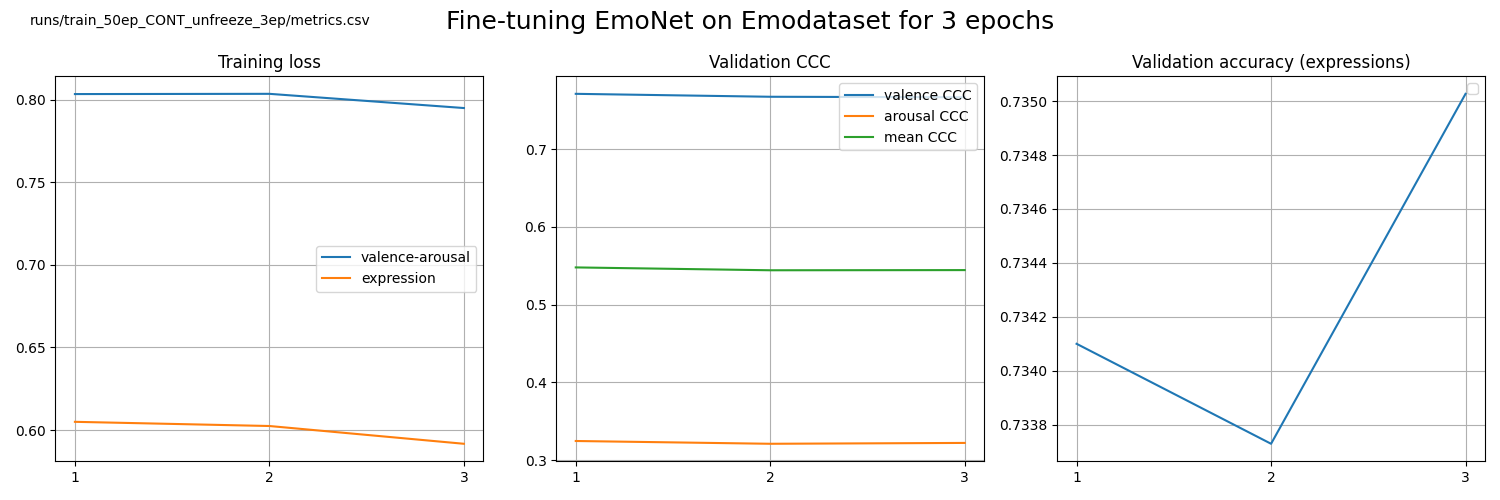 runs/train_50ep_CONT_unfreeze_3ep/metrics.csv
Fine-tuning EmoNet on Emodataset for 3 epochs
Training loss
0.80
0.75
0.70
0.65
0.60
valence-arousal
expression
1
2
3
Validation CCC
0.7
0.6
0.5
0.4
0.3
valence CCC
arousal CCC
mean CCC
1
2
3
Validation accuracy (expressions)
0.7350
0.7348
0.7346
0.7344
0.7342
0.7340
0.7338
1
2
3